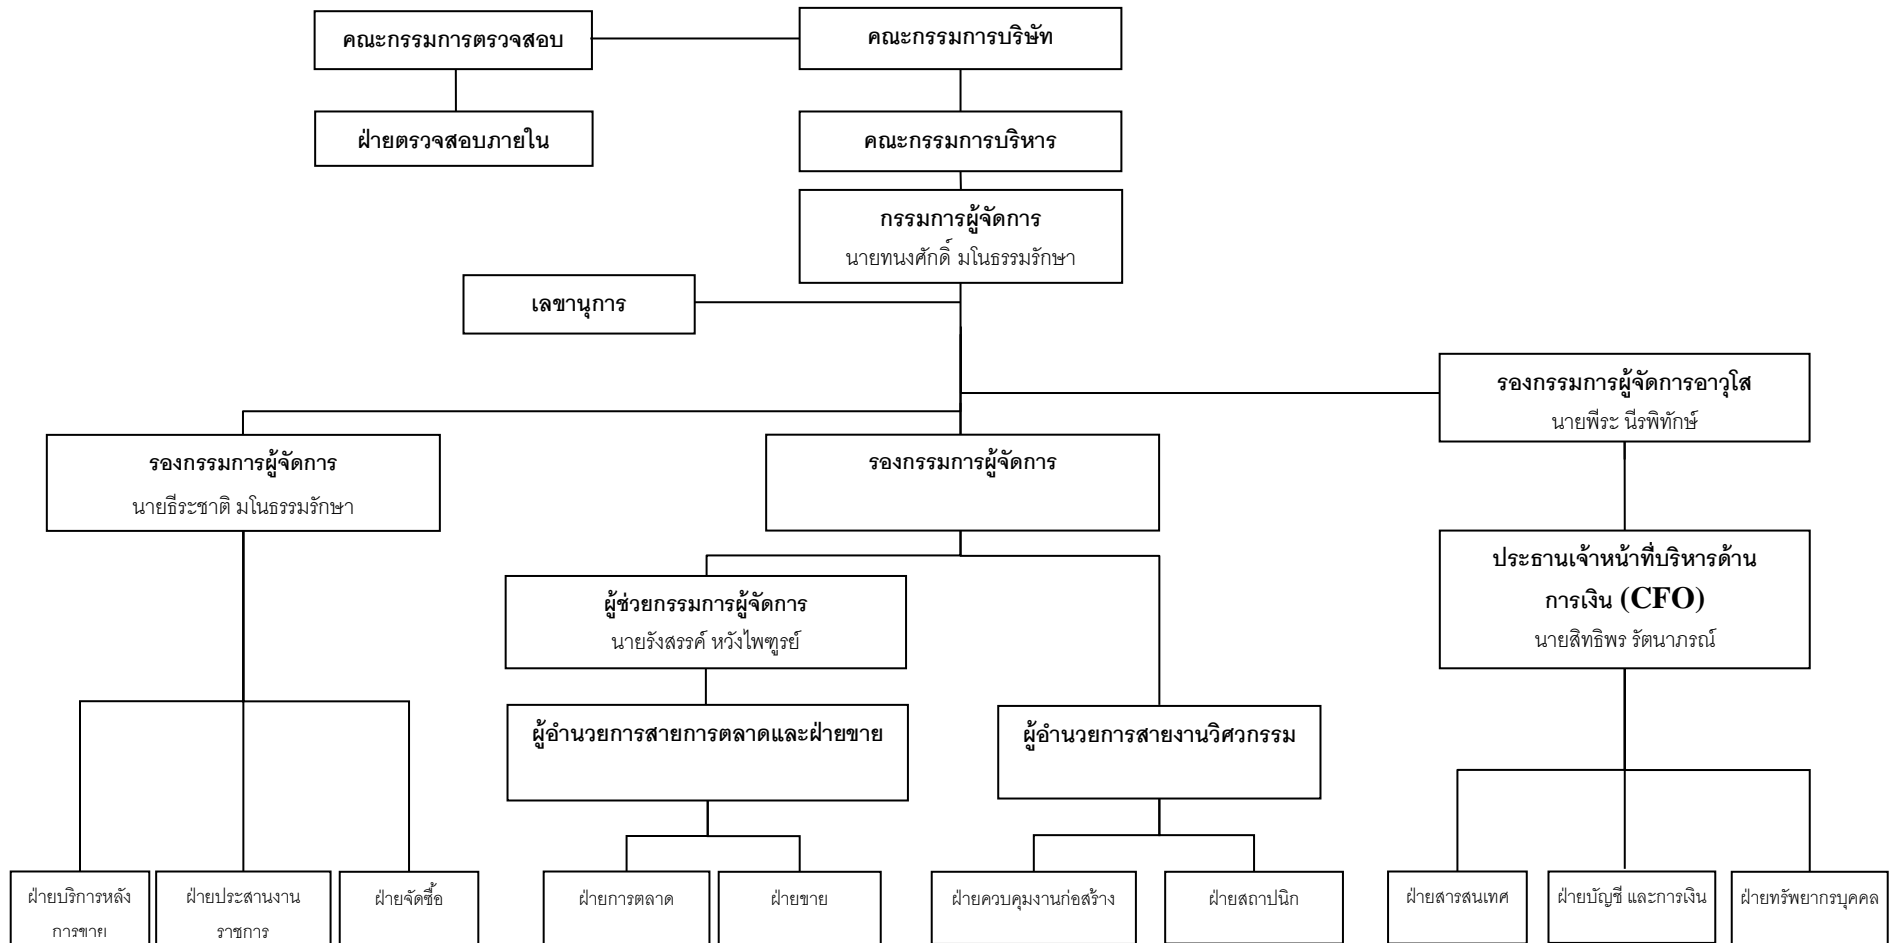 คณะกรรมการตรวจสอบ
คณะกรรมการบริษัท
ฝ่ายตรวจสอบภายใน
คณะกรรมการบริหาร
กรรมการผู้จัดการ
นายทนงศักดิ์ มโนธรรมรักษา
เลขานุการ
รองกรรมการผู้จัดการอาวุโส
นายพีระ นีรพิทักษ์
รองกรรมการผู้จัดการ
นายธีระชาติ มโนธรรมรักษา
รองกรรมการผู้จัดการ
ประธานเจ้าหน้าที่บริหารด้าน
การเงิน (CFO)
นายสิทธิพร รัตนาภรณ์
ผู้ช่วยกรรมการผู้จัดการ
นายรังสรรค์ หวังไพฑูรย์
ผู้อำนวยการสายการตลาดและฝ่ายขาย
ผู้อำนวยการสายงานวิศวกรรม
ฝ่ายบริการหลัง
การขาย
ฝ่ายประสานงาน
ราชการ
ฝ่ายจัดซื้อ
ฝ่ายการตลาด
ฝ่ายขาย
ฝ่ายควบคุมงานก่อสร้าง
ฝ่ายสถาปนิก
ฝ่ายสารสนเทศ
ฝ่ายบัญชี และการเงิน
ฝ่ายทรัพยากรบุคคล